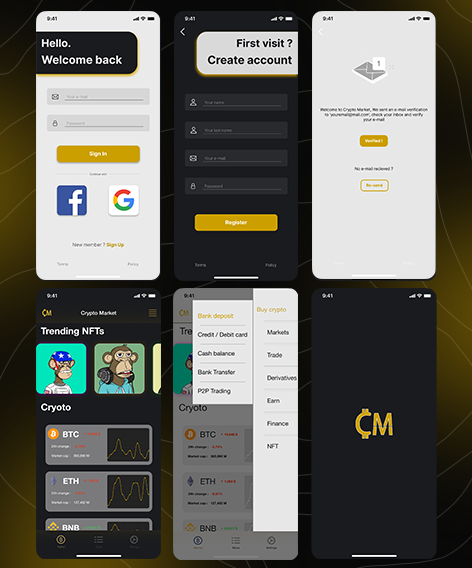 9:41
Hello.
Welcome back
Your e-mail
Password
Sign In
Continue with
New member ? Sign Up
Terms
Policy
9:41
First visit ?
Create account
Your name
Your last name
Your e-mail
Password
Register
Terms
Policy
9:41
1
Welcome to Crypto Market, We sent an e-mail verification
to 'youremail@mail.com', check your inbox and verify
your e-mail
Verified !
No e-mail recieved ?
Re-send
9:41
CM
Crypto Market
Trending NFTs
Cryoto
BTC
24h change :
Market cap :
ETH
24h change :
Market cap :
BNB
9:41
Bank deposit
Credit / Debit card
Cash balance
Bank Transfer
P2P Trading
Buy crypto
Markets
Trade
Derivatives
Earn
Finance
NFT
Trend
Cryoto
BTC
ETH
BNB
9:41
CM